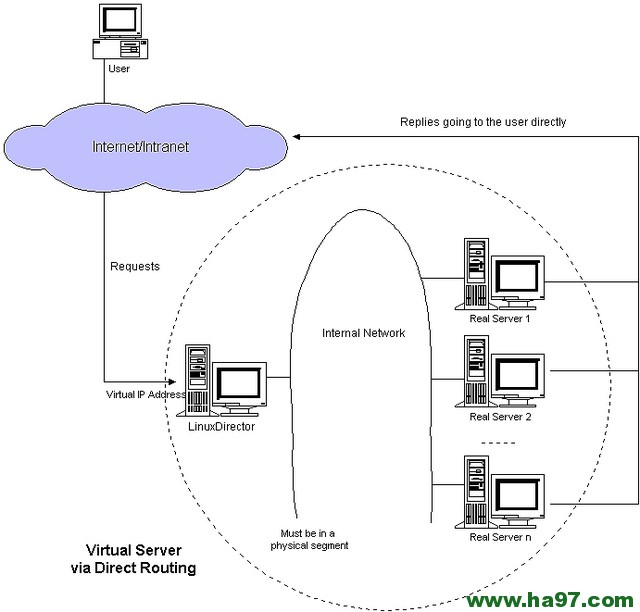 User
Internet/Intranet
Replies going to the user directly
Requests
Internal Network
Real Server 1
Virtual IP Address
LinuxDirector
Real Server 2
Real Server n
Must be in a
physical segment
Virtual Server
via Direct Routing
www.ha97.com